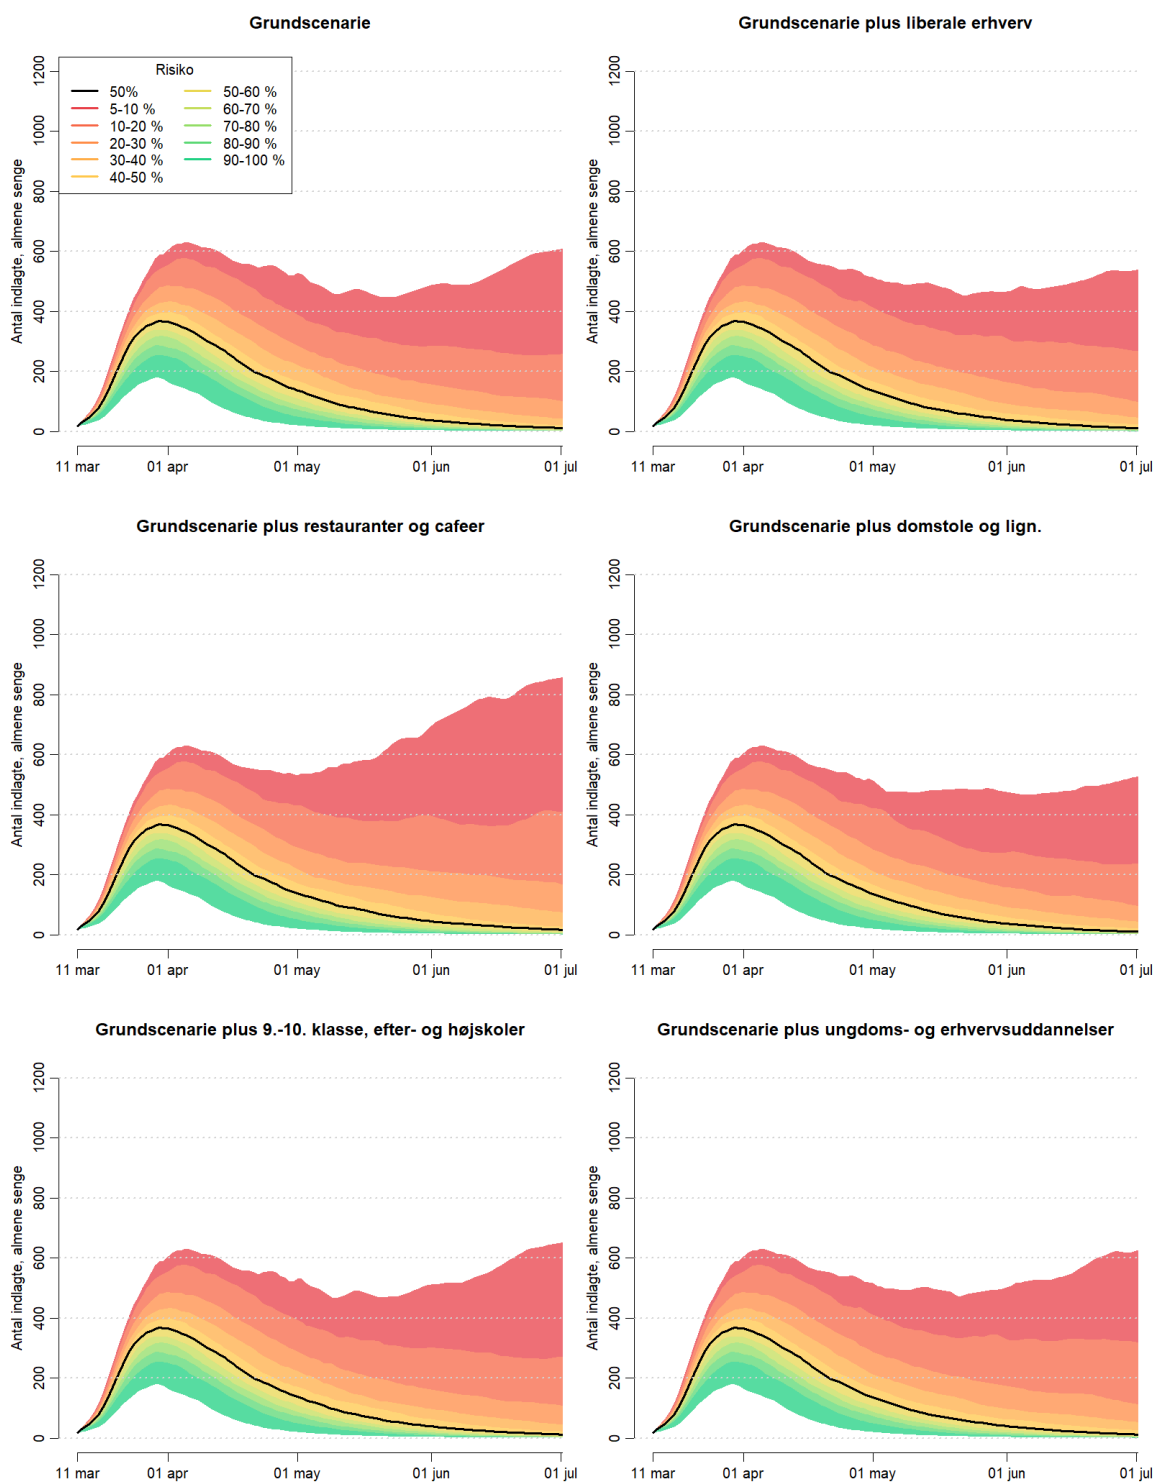 Grundscenarie
Antal indlagte, almene senge
0 200 400 600 800 1000 1200
Risiko
50%
5-10 %
10-20 %
20-30 %
30-40 %
40-50 %
50-60 %
60-70 %
70-80 %
80-90 %
90-100 %
11 mar 01 apr 01 may 01 jun 01 jul
Grundscenarie plus liberale erhverv
Antal indlagte, almene senge
0 200 400 600 800 1000 1200
11 mar 01 apr 01 may 01 jun 01 jul
Grundscenarie plus restauranter og cafeer
Antal indlagte, almene senge
0 200 400 600 800 1000 1200
11 mar 01 apr 01 may 01 jun 01 jul
Grundscenarie plus domstole og lign.
Antal indlagte, almene senge
0 200 400 600 800 1000 1200
11 mar 01 apr 01 may 01 jun 01 jul
Grundscenarie plus 9.-10. klasse, efter- og højskoler
Antal indlagte, almene senge
0 200 400 600 800 1000 1200
11 mar 01 apr 01 may 01 jun 01 jul
Grundscenarie plus ungdoms- og erhvervsuddannelser
Antal indlagte, almene senge
0 200 400 600 800 1000 1200
11 mar 01 apr 01 may 01 jun 01 jul